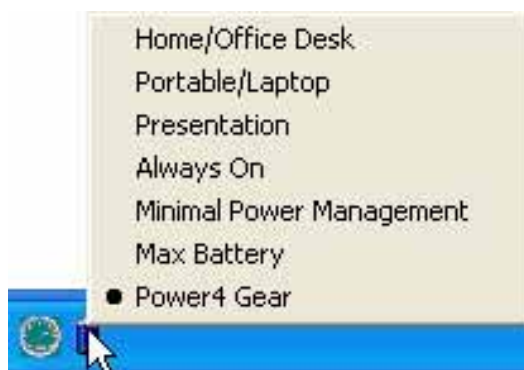 Home/Office Desk
Portable/Laptop
Presentation
Always On
Minimal Power Management
Max Battery
Power4 Gear